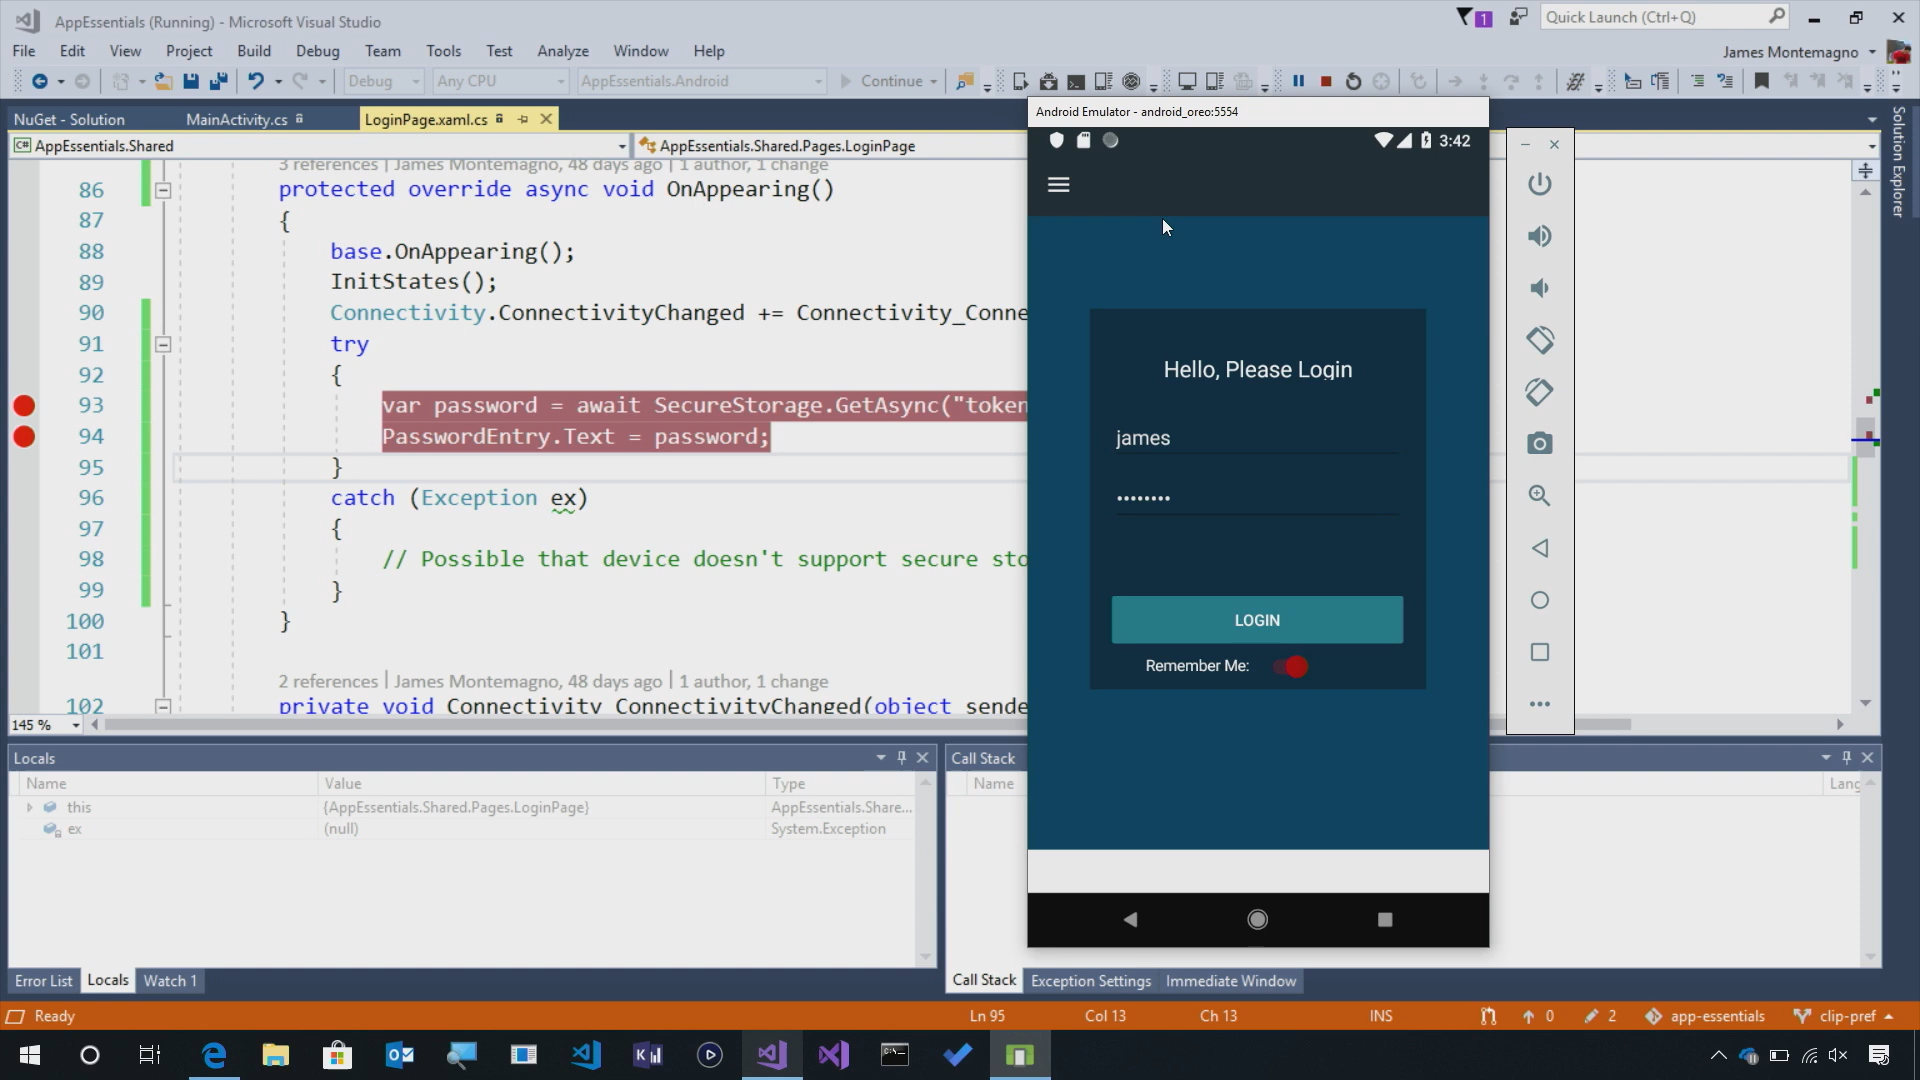 AppEssentials (Running) - Microsoft Visual Studio
1
Quick Launch (Ctrl+Q)
File Edit View Project Build Debug Team Tools Test Analyze Window Help
James Montemagno
Debug Any CPU AppEssentials.Android Continue
NuGet - Solution MainActivity.cs LoginPage.xaml.cs
C# AppEssentials.Shared AppEssentials.Shared.Pages.LoginPage
Solution Explorer
3 references | James Montemagno, 48 days ago | 1 author, 1 change
86 protected override async void OnAppearing()
87 {
88 base.OnAppearing();
89 InitStates();
90 Connectivity.ConnectivityChanged += Connectivity_Conne
91 try
92 {
93 var password = await SecureStorage.GetAsync("token
94 PasswordEntry.Text = password;
95 }
96 catch (Exception ex)
97 {
98 // Possible that device doesn't support secure sto
99 }
100 }
101
2 references | James Montemagno, 48 days ago | 1 author, 1 change
102 private void Connectivity_ConnectivityChanged(object sende
145 %
Android Emulator - android_oreo:5554
3:42
Hello, Please Login
james
••••••••
LOGIN
Remember Me:
Locals
Name Value Type
this {AppEssentials.Shared.Pages.LoginPage} AppEssentials.Share...
ex (null) System.Exception
Error List Locals Watch 1
Call Stack
Name Lang
Call Stack Exception Settings Immediate Window
Ready Ln 95 Col 13 Ch 13 INS 0 2 app-essentials clip-pref